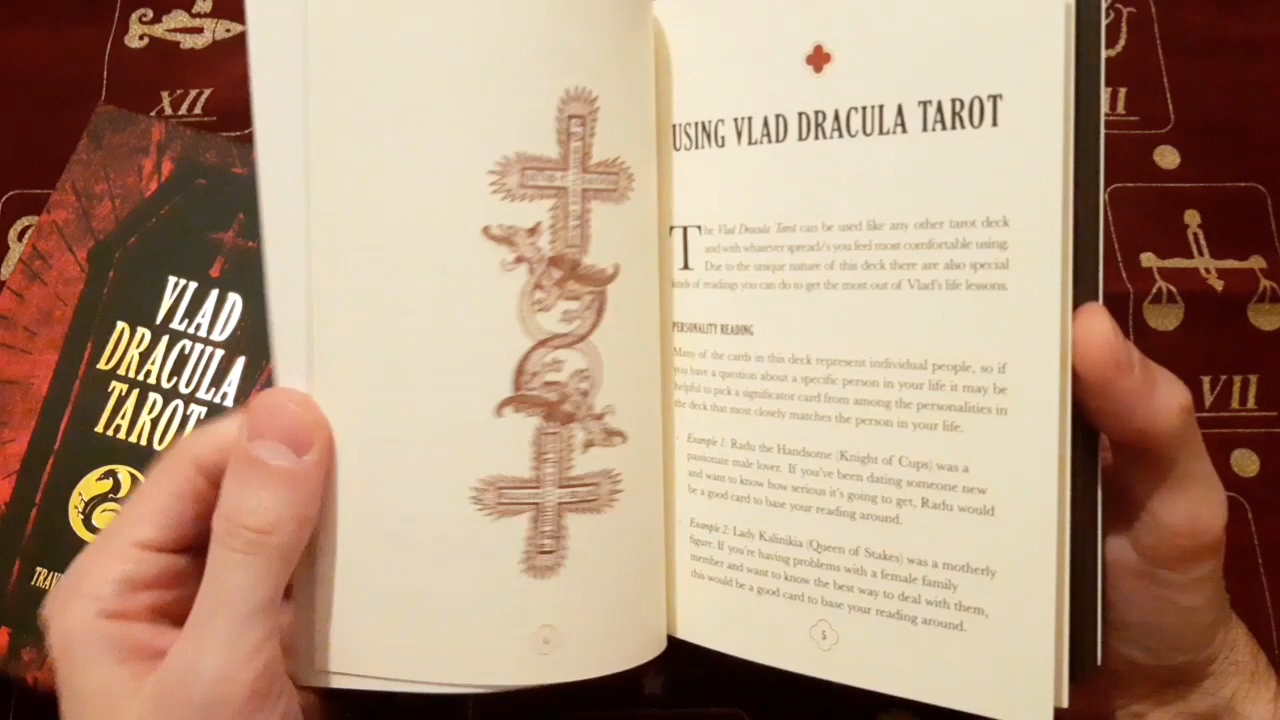 XII
VLAD
DRACULA
TAROT
TRAV
USING VLAD DRACULA TAROT
The Vlad Dracula Tarot can be used like any other tarot deck
and with whatever spread/s you feel most comfortable using.
Due to the unique nature of this deck there are also special
kinds of readings you can do to get the most out of Vlad's life lessons.
PERSONALITY READING
Many of the cards in this deck represent individual people, so if
you have a question about a specific person in your life it may be
helpful to pick a significator card from among the personalities in
the deck that most closely matches the person in your life.
· Example 1: Radu the Handsome (Knight of Cups) was a
passionate male lover. If you've been dating someone new
and want to know how serious it's going to get, Radu would
be a good card to base your reading around.
· Example 2: Lady Kalinikia (Queen of Stakes) was a motherly
figure. If you're having problems with a female family
member and want to know the best way to deal with them,
this would be a good card to base your reading around.
5
II
VII